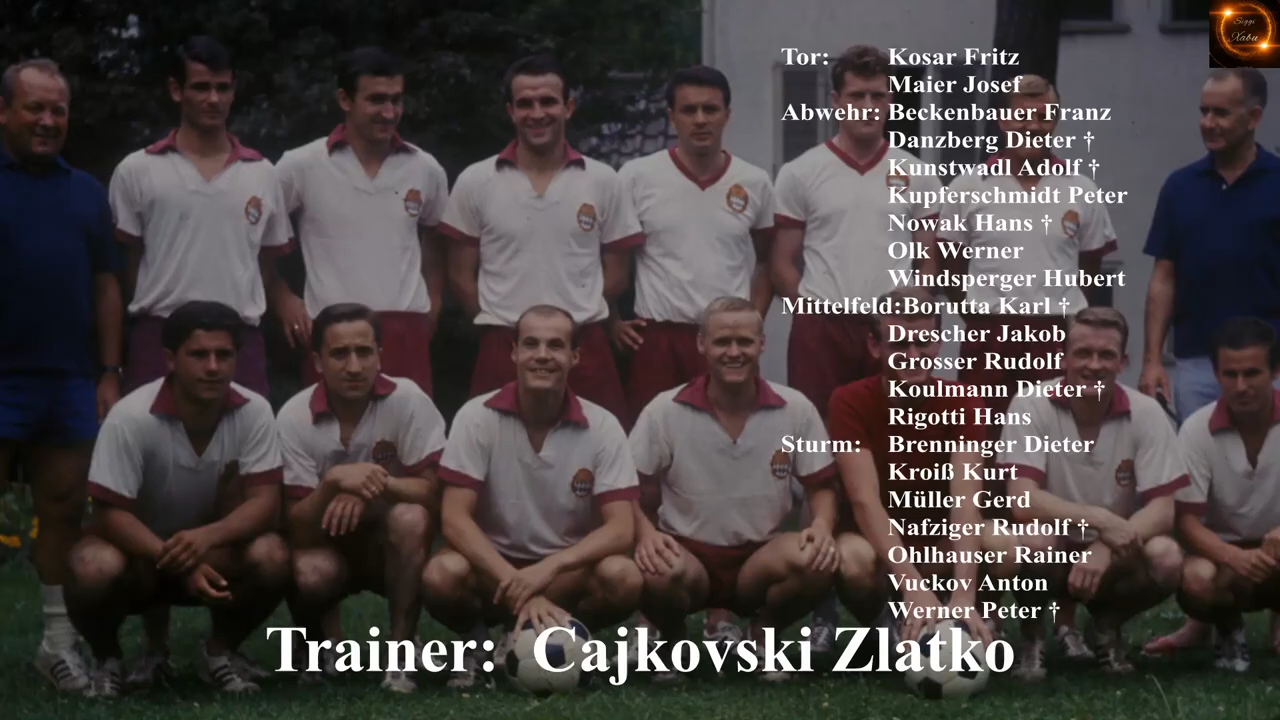 Siggi
Xabu
Tor: Kosar Fritz
Maier Josef
Abwehr: Beckenbauer Franz
Danzberg Dieter †
Kunstwadl Adolf †
Kupferschmidt Peter
Nowak Hans †
Olk Werner
Windsperger Hubert
Mittelfeld:Borutta Karl †
Drescher Jakob
Grosser Rudolf
Koulmann Dieter †
Rigotti Hans
Sturm: Brenninger Dieter
Kroiß Kurt
Müller Gerd
Nafziger Rudolf †
Ohlhauser Rainer
Vuckov Anton
Werner Peter †
Trainer: Cajkovski Zlatko